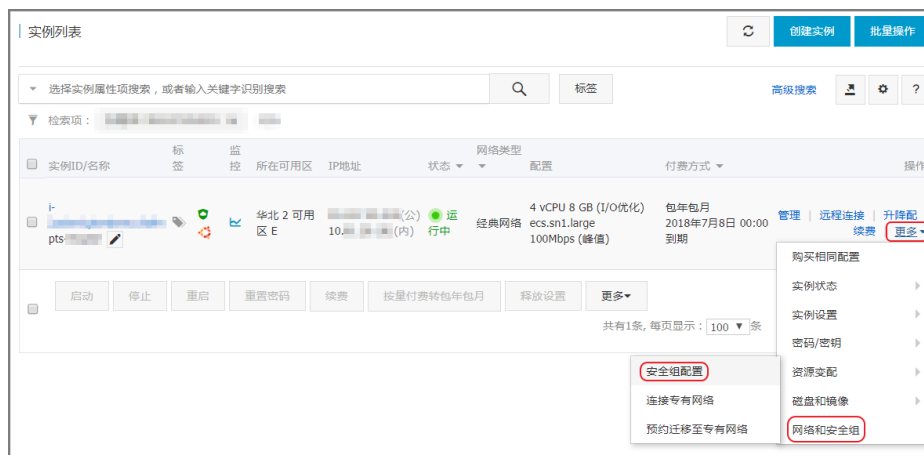 实例列表
创建实例
批量操作
选择实例属性项搜索，或者输入关键字识别搜索
标签
高级搜索
?
检索项：
实例ID/名称
标签
监控
所在可用区
IP地址
状态
网络类型
配置
付费方式
操作
i-
pts-
华北 2 可用区 E
(公)
10.
(内)
运行中
经典网络
4 vCPU 8 GB (I/O优化)
ecs.sn1.large
100Mbps (峰值)
包年包月
2018年7月8日 00:00
到期
管理 | 远程连接 | 升降配
续费
更多
启动
停止
重启
重置密码
续费
按量付费转包年包月
释放设置
更多
共有1条, 每页显示：100 条
购买相同配置
实例状态
实例设置
密码/密钥
资源变配
磁盘和镜像
网络和安全组
安全组配置
连接专有网络
预约迁移至专有网络